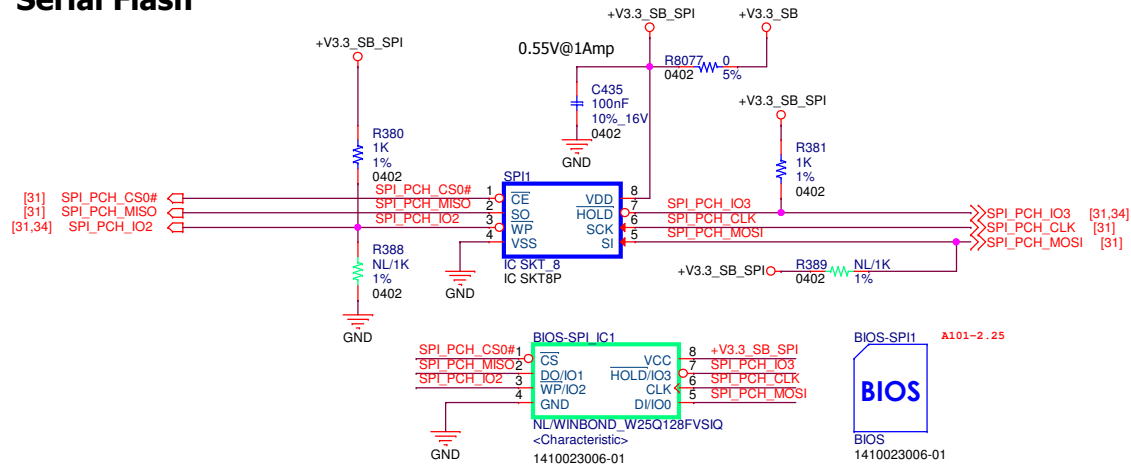 Serial Flash
+V3.3_SB_SPI
+V3.3_SB
+V3.3_SB_SPI
0.55V@1Amp
R8077
0
0402
5%
C435
100nF
10%_16V
0402
GND
+V3.3_SB_SPI
R380
1K
1%
0402
R381
1K
1%
0402
SPI1
[31] SPI_PCH_CS0#
[31] SPI_PCH_MISO
[31,34] SPI_PCH_IO2
SPI_PCH_CS0# 1 CE VDD 8
SPI_PCH_MISO 2 SO HOLD 7 SPI_PCH_IO3
SPI_PCH_IO2 3 WP SCK 6 SPI_PCH_CLK
4 VSS SI 5 SPI_PCH_MOSI
SPI_PCH_IO3 [31,34]
SPI_PCH_CLK [31]
SPI_PCH_MOSI [31]
IC SKT_8
IC SKT8P
GND
R388
NL/1K
1%
0402
GND
+V3.3_SB_SPI
R389
NL/1K
0402
1%
BIOS-SPI_IC1
SPI_PCH_CS0# 1 CS VCC 8 +V3.3_SB_SPI
SPI_PCH_MISO 2 DO/IO1 HOLD/IO3 7 SPI_PCH_IO3
SPI_PCH_IO2 3 WP/IO2 CLK 6 SPI_PCH_CLK
4 GND DI/IO0 5 SPI_PCH_MOSI
NL/WINBOND_W25Q128FVSIQ
<Characteristic>
1410023006-01
GND
BIOS-SPI1
A101-2.25
BIOS
BIOS
1410023006-01